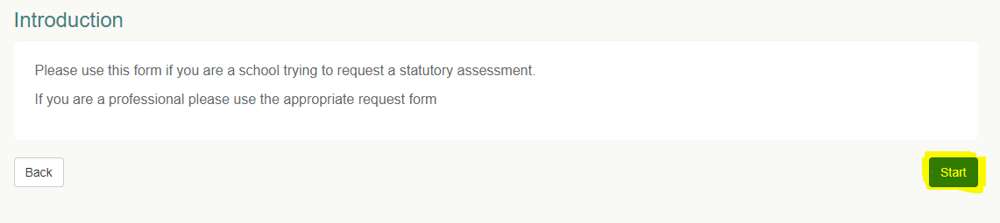 Introduction
Please use this form if you are a school trying to request a statutory assessment.
If you are a professional please use the appropriate request form
Back
Start